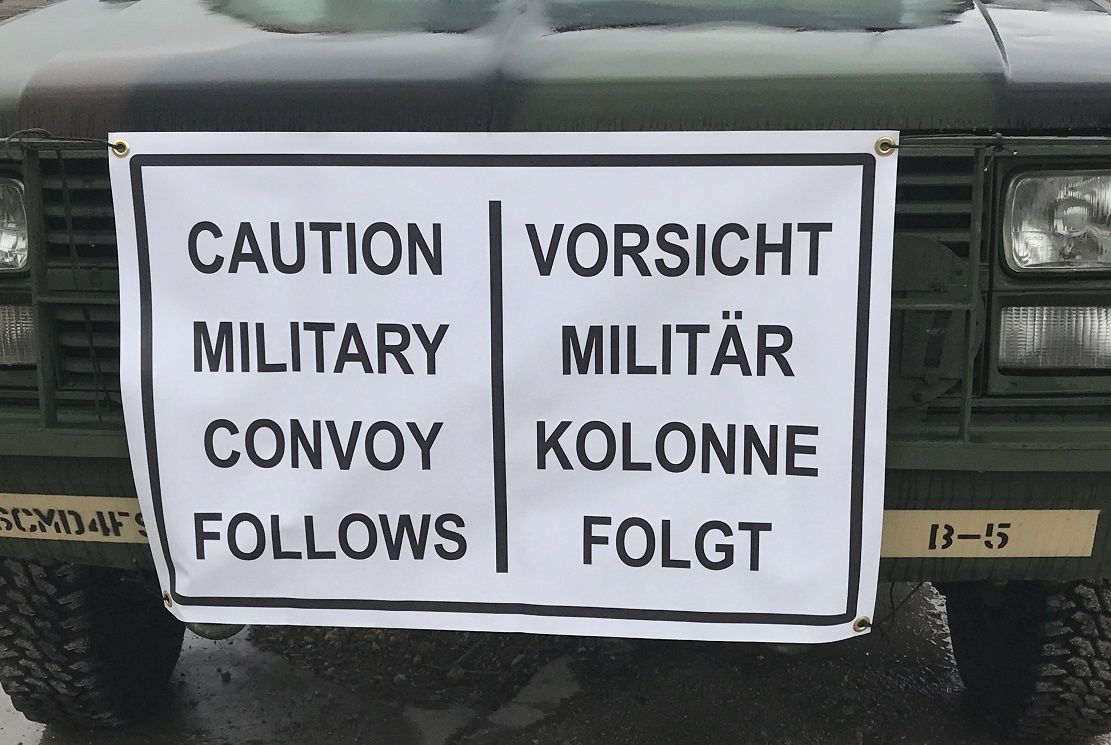 CAUTION
MILITARY
CONVOY
FOLLOWS
VORSICHT
MILITÄR
KOLONNE
FOLGT
B-5